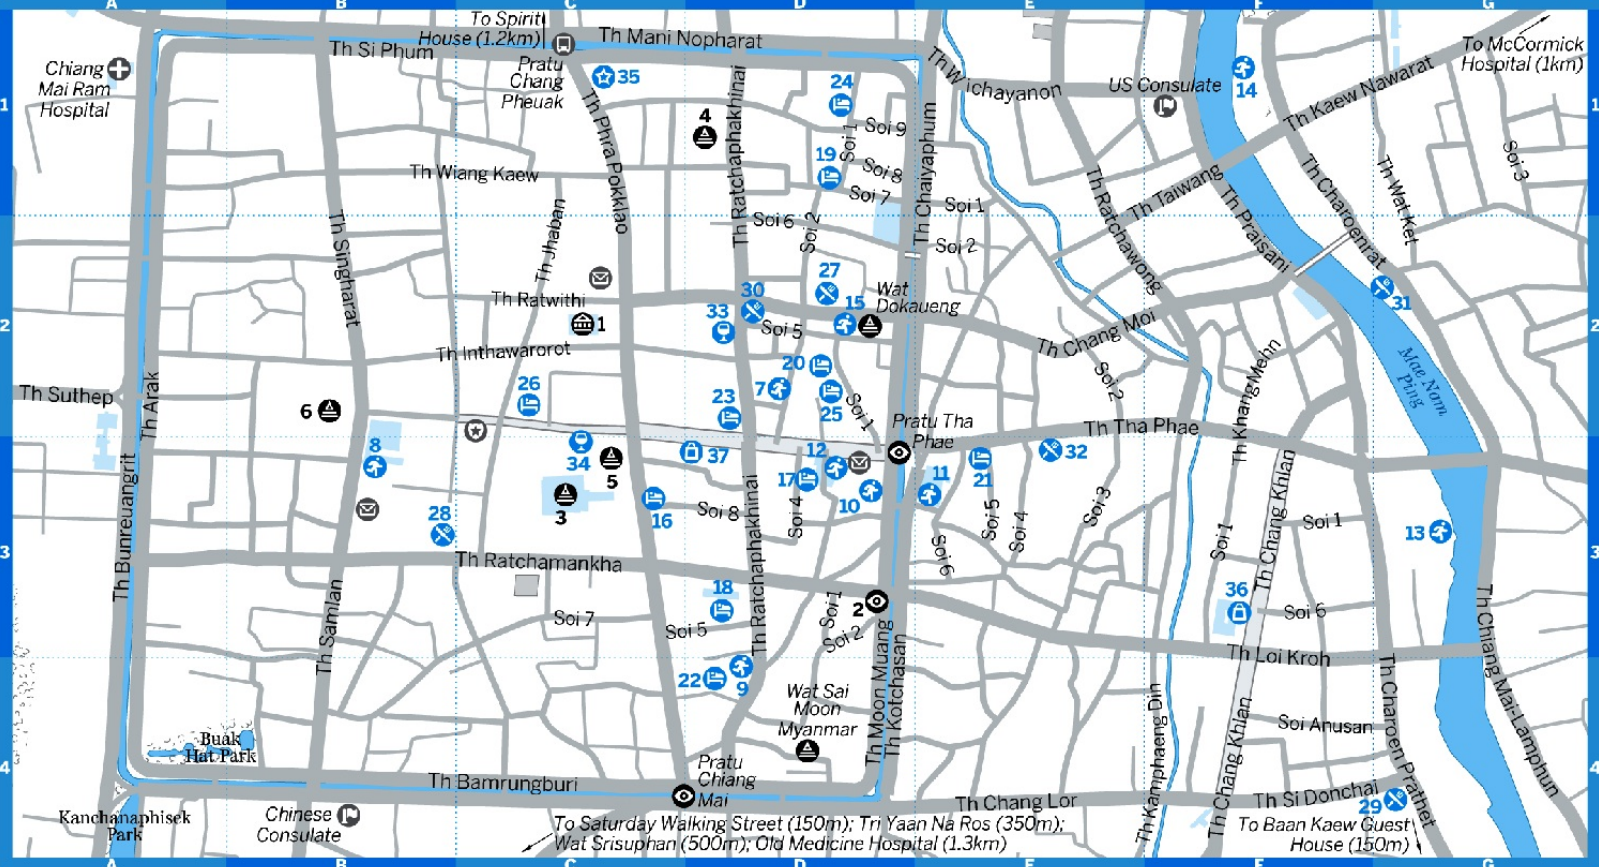 A B C D E F G
To Spirit
House (1.2km)
Th Mani Nopharat
Th Si Phum
Pratu
Chang
Pheuak
35
Chiang
Mai Ram
Hospital
1
4
24
Soi 1
Soi 9
19
Soi 8
Soi 7
Th Wichayanon
US Consulate
14
To McCormick
Hospital (1km)
Th Kaew Nawarat
1
Th Phra Pokklao
Th Ratchaphakhinai
Th Chaiyaphum
Th Wiang Kaew
Th Taiwang
Th Charoenrat
Th Wat Ket
Soi 3
Th Singharat
Th Jhaban
Soi 6
Soi 2
Soi 1
Soi 2
Th Ratchawong
Th Praisani
27
Wat
Dokaueng
Th Ratwithi
30
15
31
33
Soi 5
2
1
2
Th Inthawarorot
Th Chang Moi
Mae Nam
Ping
20
7
25
Soi 1
Soi 2
Th Khang Mehn
26
23
Th Suthep
Th Arak
6
Pratu Tha
Phae
Th Tha Phae
8
34
5
37
12
32
17
10
11
21
28
3
16
Soi 8
Soi 4
Soi 5
Soi 4
Soi 3
Soi 6
Soi 1
Th Chang Khlan
Soi 1
13
3
Th Bunreuangrit
Th Ratchamankha
Th Ratchaphakhinai
3
18
Soi 1
2
36
Soi 6
Th Samlan
Soi 7
Soi 5
Soi 2
Th Loi Kroh
Th Chiang Mai-Lamphun
22
9
Wat Sai
Moon
Myanmar
Th Moon Muang
Th Kotchasan
Th Kamphaeng Din
Th Chang Khlan
Soi Anusan
Th Charoen Prathet
Buak
Hat Park
4
Th Bamrungburi
Pratu
Chiang
Mai
4
Th Chang Lor
Th Si Donchai
29
Kanchanaphisek
Park
Chinese
Consulate
To Saturday Walking Street (150m); Tri Yaan Na Ros (350m);
Wat Srisuphan (500m); Old Medicine Hospital (1.3km)
To Baan Kaew Guest
House (150m)
A B C D E F G